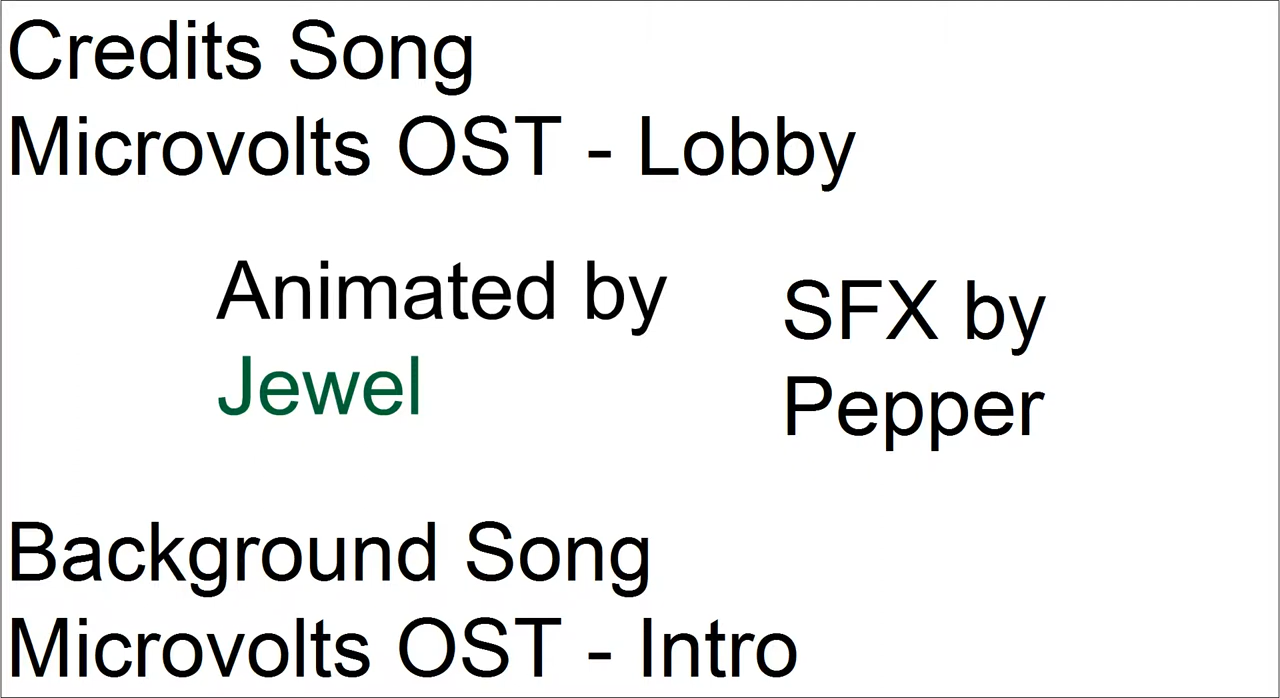 Credits Song
Microvolts OST - Lobby
Animated by
Jewel
SFX by
Pepper
Background Song
Microvolts OST - Intro